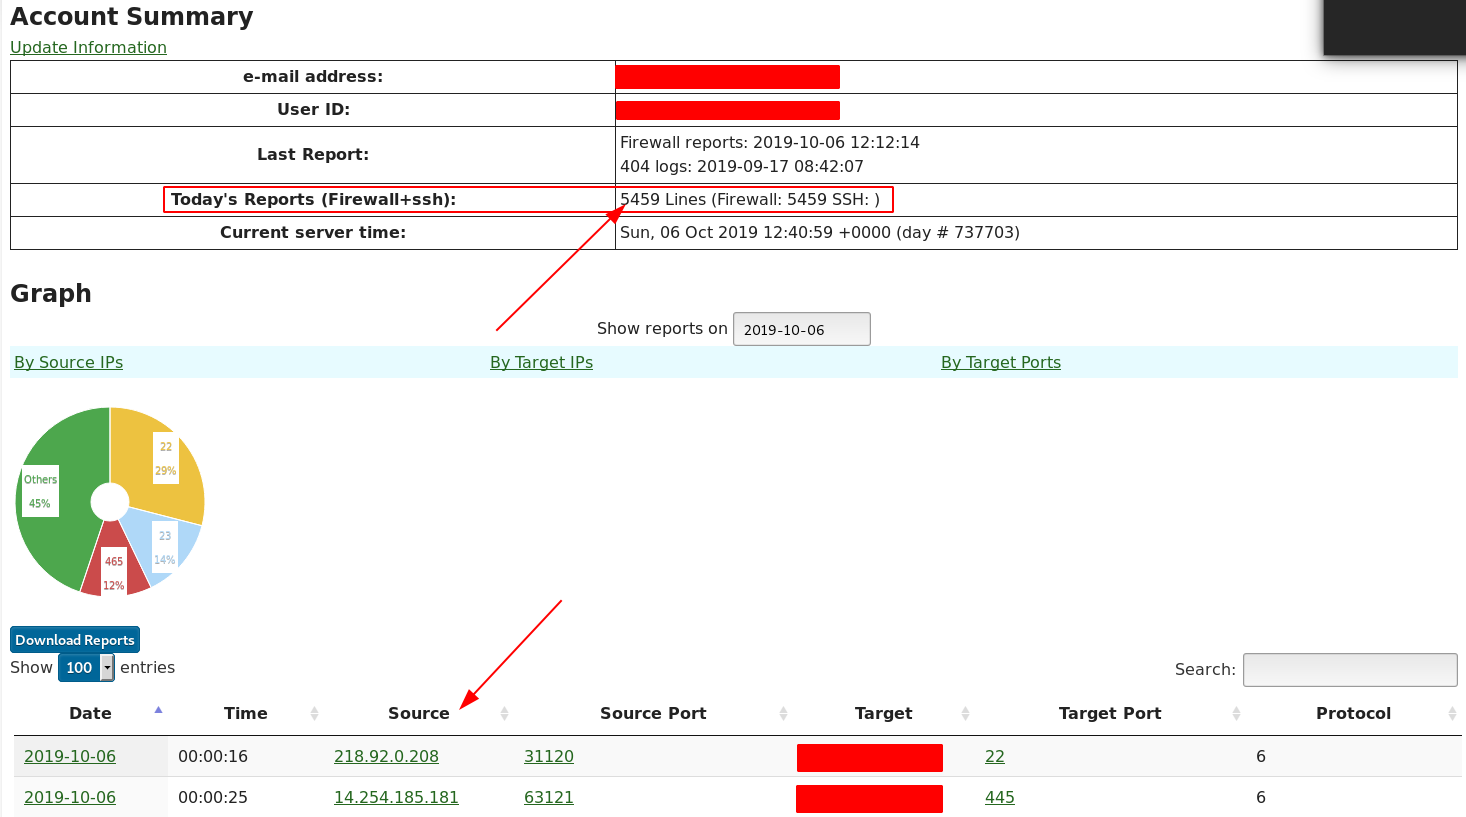 Account Summary
Update Information
e-mail address:
User ID:
Last Report:
Firewall reports: 2019-10-06 12:12:14
404 logs: 2019-09-17 08:42:07
Today's Reports (Firewall+ssh):
5459 Lines (Firewall: 5459 SSH: )
Current server time:
Sun, 06 Oct 2019 12:40:59 +0000 (day # 737703)
Graph
Show reports on 2019-10-06
By Source IPs By Target IPs By Target Ports
22
29%
Others
45%
23
14%
465
12%
Download Reports
Show 100 entries
Search:
Date Time Source Source Port Target Target Port Protocol
2019-10-06 00:00:16 218.92.0.208 31120 22 6
2019-10-06 00:00:25 14.254.185.181 63121 445 6